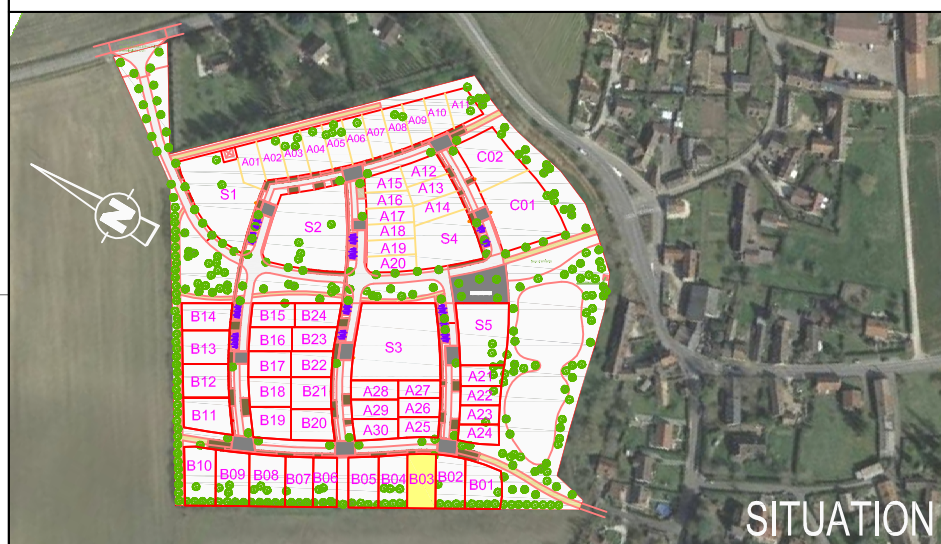 A11
A10
A09
A08
A07
A06
A05
A04
A03
A02
A01
C02
S1
A15
A12
A13
A16
A14
C01
A17
S2
A18
S4
A19
A20
N
B14
B15
B24
B13
B16
B23
S3
S5
B17
B22
B12
B18
B21
A28
A27
A21
A22
B11
B19
B20
A29
A26
A23
A30
A25
A24
B10
B09
B08
B07
B06
B05
B04
B03
B02
B01
SITUATION